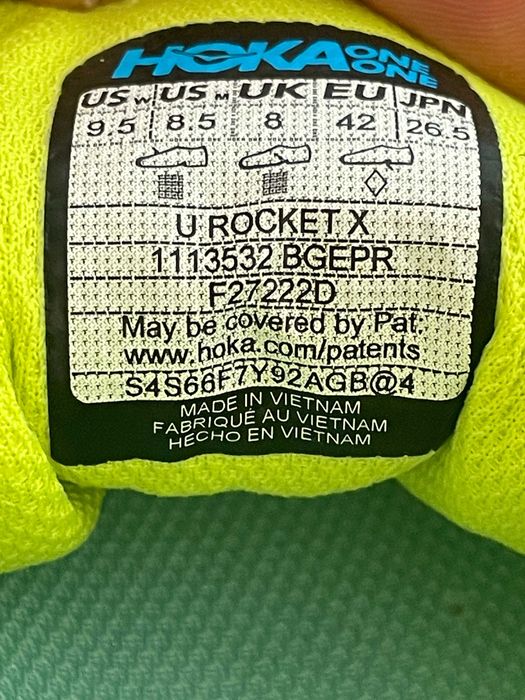 HOKA ONE ONE
US W US M UK EU JPN
9.5 8.5 8 42 26.5
U ROCKET X
1113532 BGEPR
F27222D
May be covered by Pat.
www.hoka.com/patents
S4S66F7Y92AGB@4
MADE IN VIETNAM
FABRIQUÉ AU VIETNAM
HECHO EN VIETNAM